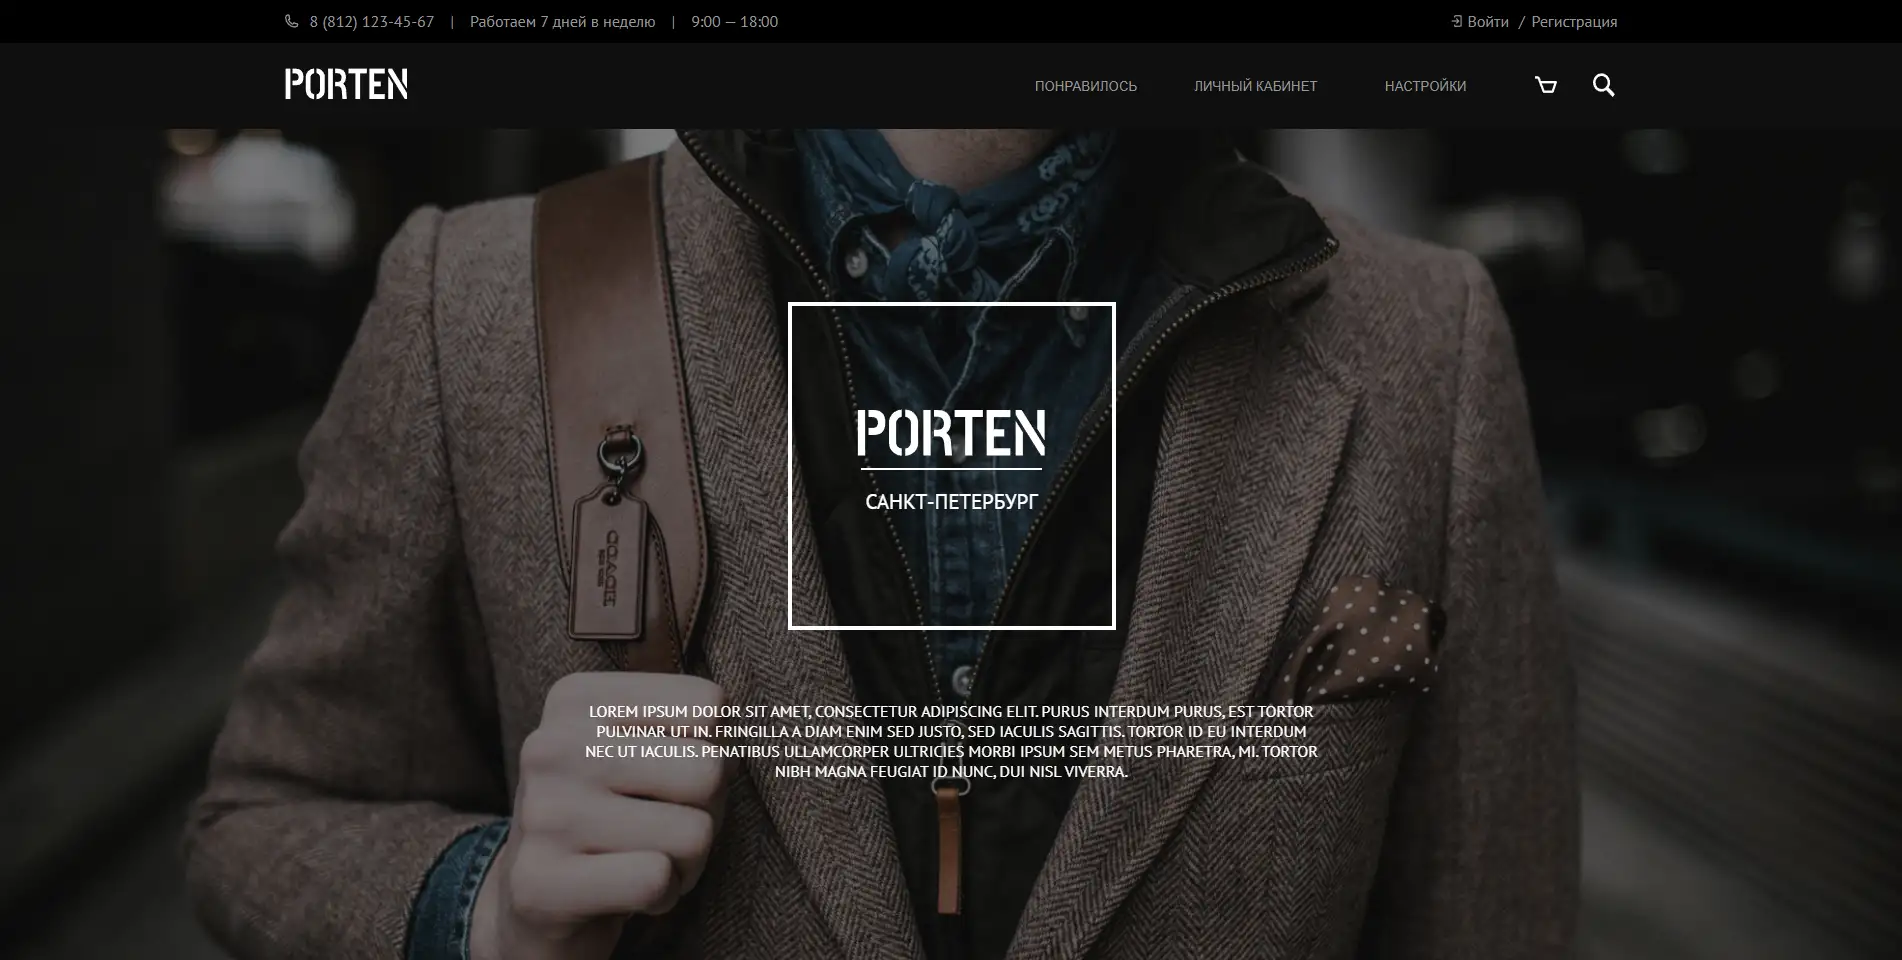 8 (812) 123-45-67 | Работаем 7 дней в неделю | 9:00 — 18:00
Войти / Регистрация
PORTEN
ПОНРАВИЛОСЬ
ЛИЧНЫЙ КАБИНЕТ
НАСТРОЙКИ
PORTEN
САНКТ-ПЕТЕРБУРГ
COACH
LOREM IPSUM DOLOR SIT AMET, CONSECTETUR ADIPISCING ELIT. PURUS INTERDUM PURUS, EST TORTOR
PULVINAR UT IN. FRINGILLA A DIAM ENIM SED JUSTO, SED IACULIS SAGITTIS. TORTOR ID EU INTERDUM
NEC UT IACULIS. PENATIBUS ULLAMCORPER ULTRICIES MORBI IPSUM SEM METUS PHARETRA, MI. TORTOR
NIBH MAGNA FEUGIAT ID NUNC, DUI NISL VIVERRA.